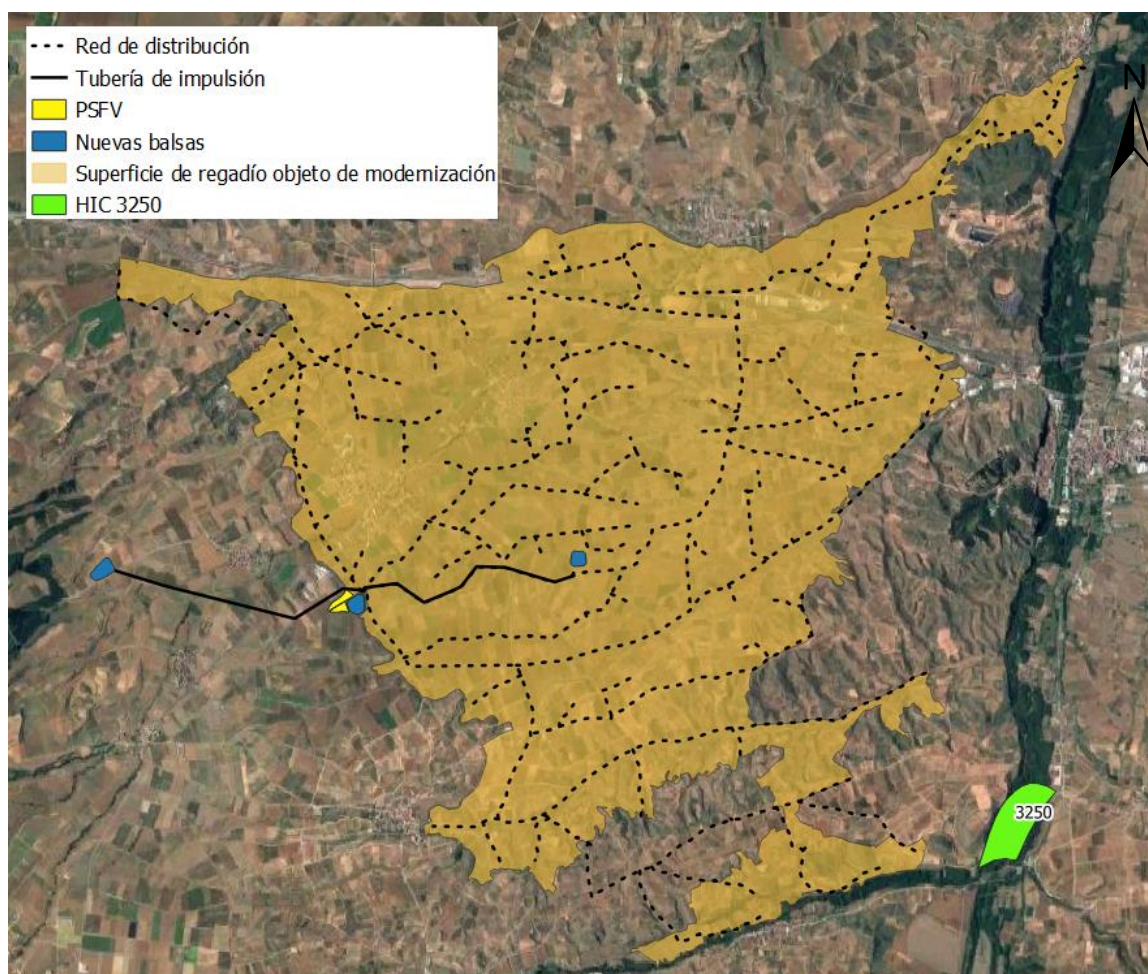 Red de distribución
Tubería de impulsión
PSFV
Nuevas balsas
Superficie de regadío objeto de modernización
HIC 3250
N
3250